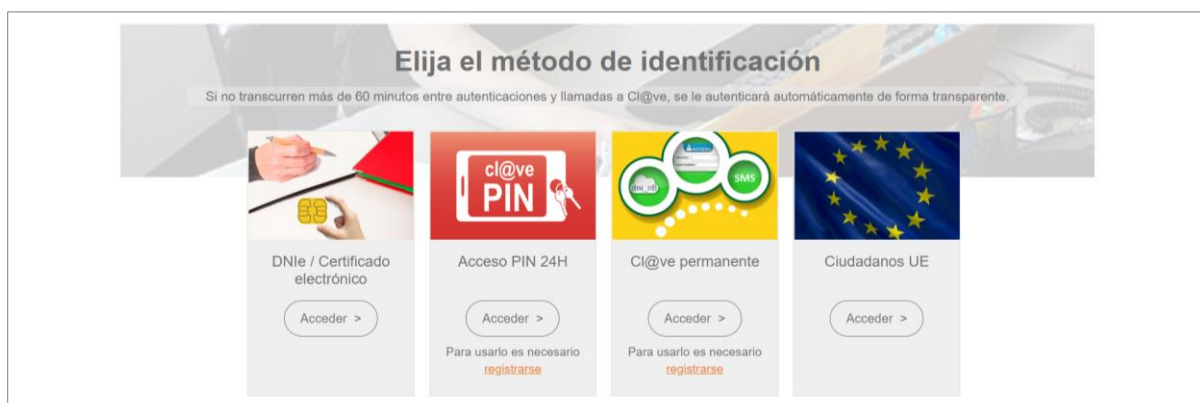 Elija el método de identificación
Si no transcurren más de 60 minutos entre autenticaciones y llamadas a Cl@ve, se le autenticará automáticamente de forma transparente.
cl@ve
PIN
dni_nB
SMS
DNIe / Certificado
electrónico
Acceder >
Acceso PIN 24H
Acceder >
Para usarlo es necesario
registrarse
Cl@ve permanente
Acceder >
Para usarlo es necesario
registrarse
Ciudadanos UE
Acceder >